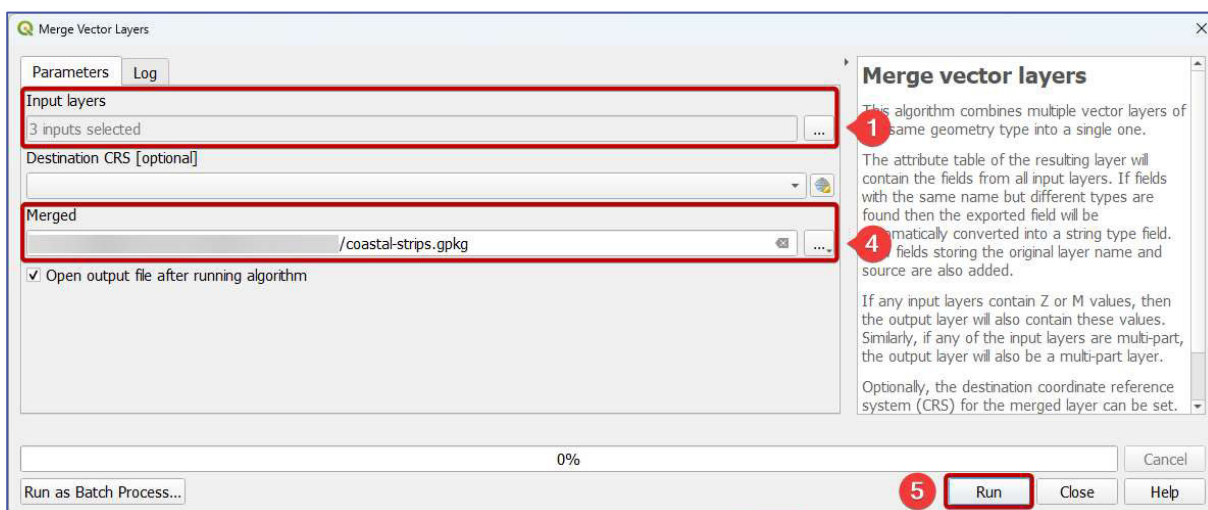 Merge Vector Layers
Parameters
Log
Input layers
3 inputs selected
...
1
Destination CRS [optional]
Merged
/coastal-strips.gpkg
...
4
Open output file after running algorithm
Merge vector layers
This algorithm combines multiple vector layers of
same geometry type into a single one.
The attribute table of the resulting layer will
contain the fields from all input layers. If fields
with the same name but different types are
found then the exported field will be
automatically converted into a string type field.
fields storing the original layer name and
source are also added.
If any input layers contain Z or M values, then
the output layer will also contain these values.
Similarly, if any of the input layers are multi-part,
the output layer will also be a multi-part layer.
Optionally, the destination coordinate reference
system (CRS) for the merged layer can be set.
0%
Cancel
Run as Batch Process...
5
Run
Close
Help